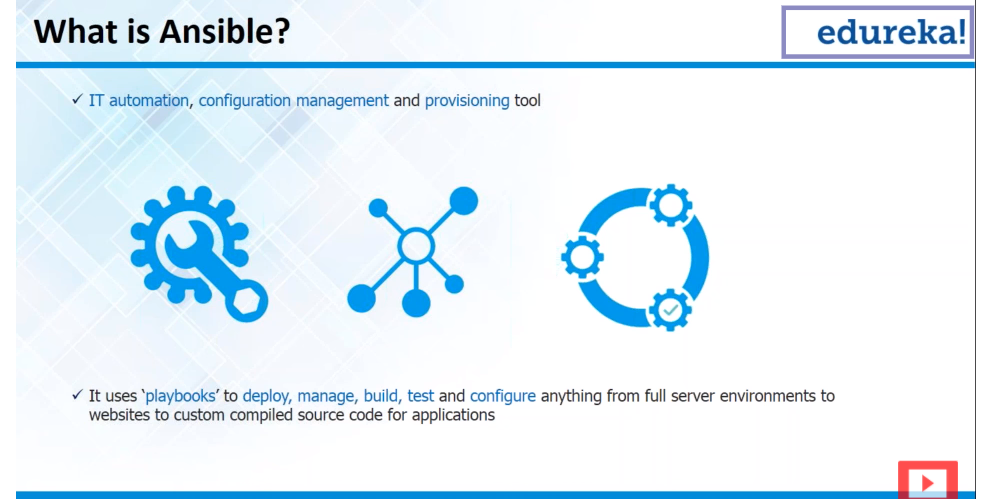 What is Ansible?
edureka!
✓ IT automation, configuration management and provisioning tool
✓ It uses ‘playbooks’ to deploy, manage, build, test and configure anything from full server environments to
websites to custom compiled source code for applications